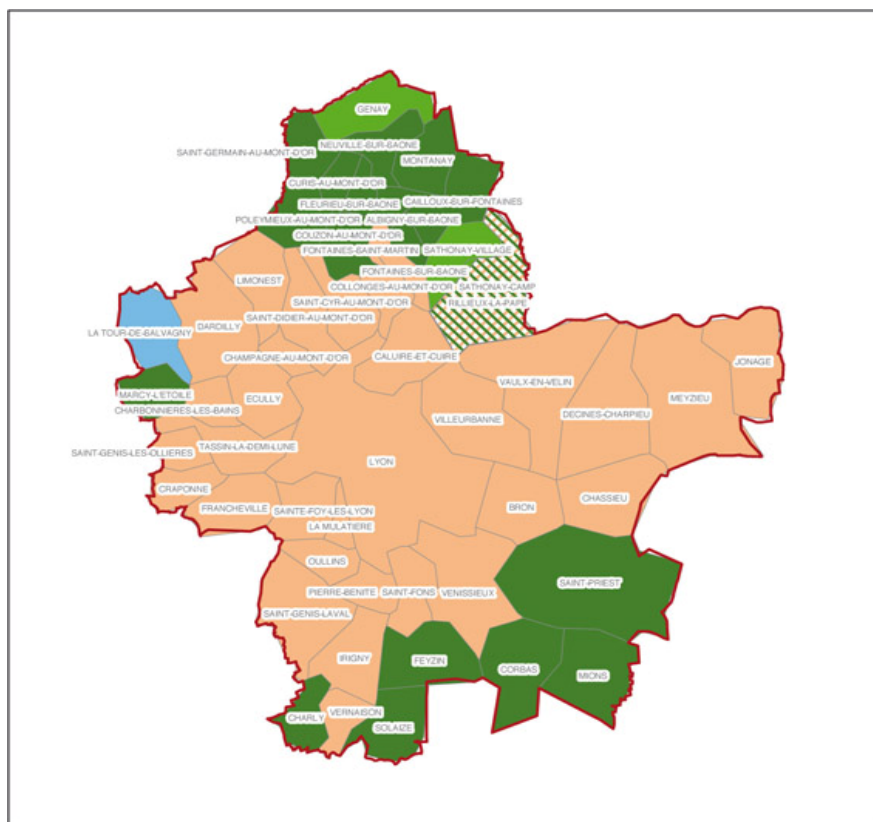 GENAY
NEUVILLE-SUR-SAONE
SAINT-GERMAIN-AU-MONT-D'OR
MONTANAY
CURIS-AU-MONT-D'OR
CAILLOUX-SUR-FONTAINES
FLEURIEU-SUR-SAONE
POLEYMIEUX-AU-MONT-D'OR
ALBIGNY-SUR-SAONE
COUZON-AU-MONT-D'OR
FONTAINES-SAINT-MARTIN
SATHONAY-VILLAGE
FONTAINES-SUR-SAONE
LIMONEST
COLLONGES-AU-MONT-D'OR
SATHONAY-CAMP
SAINT-CYR-AU-MONT-D'OR
RILLIEUX-LA-PAPE
SAINT-DIDIER-AU-MONT-D'OR
DARDILLY
LA TOUR-DE-SALVAGNY
CHAMPAGNE-AU-MONT-D'OR
CALUIRE-ET-CUIRE
JONAGE
MEYZIEU
VAULX-EN-VELIN
MARCY-L'ETOILE
ECULLY
CHARBONNIERES-LES-BAINS
DECINES-CHARPIEU
VILLEURBANNE
TASSIN-LA-DEMI-LUNE
SAINT-GENIS-LES-OLLIERES
LYON
CRAPONNE
CHASSIEU
FRANCHEVILLE
SAINTE-FOY-LES-LYON
BRON
LA MULATIERE
OULLINS
SAINT-PRIEST
PIERRE-BENITE
SAINT-FONS
VENISSIEUX
SAINT-GENIS-LAVAL
IRIGNY
FEYZIN
CORBAS
MIONS
VERNAISON
CHARLY
SOLAIZE